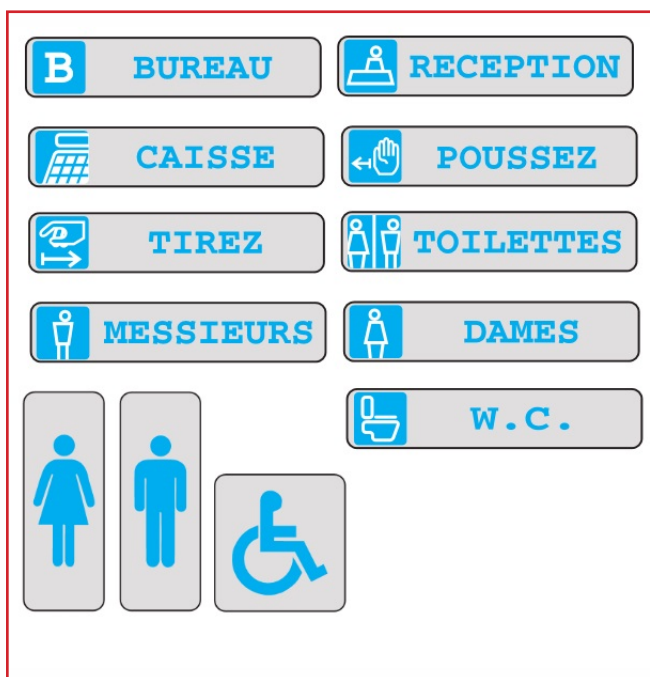 B BUREAU
RECEPTION
CAISSE
POUSSEZ
TIREZ
TOILETTES
MESSIEURS
DAMES
W.C.